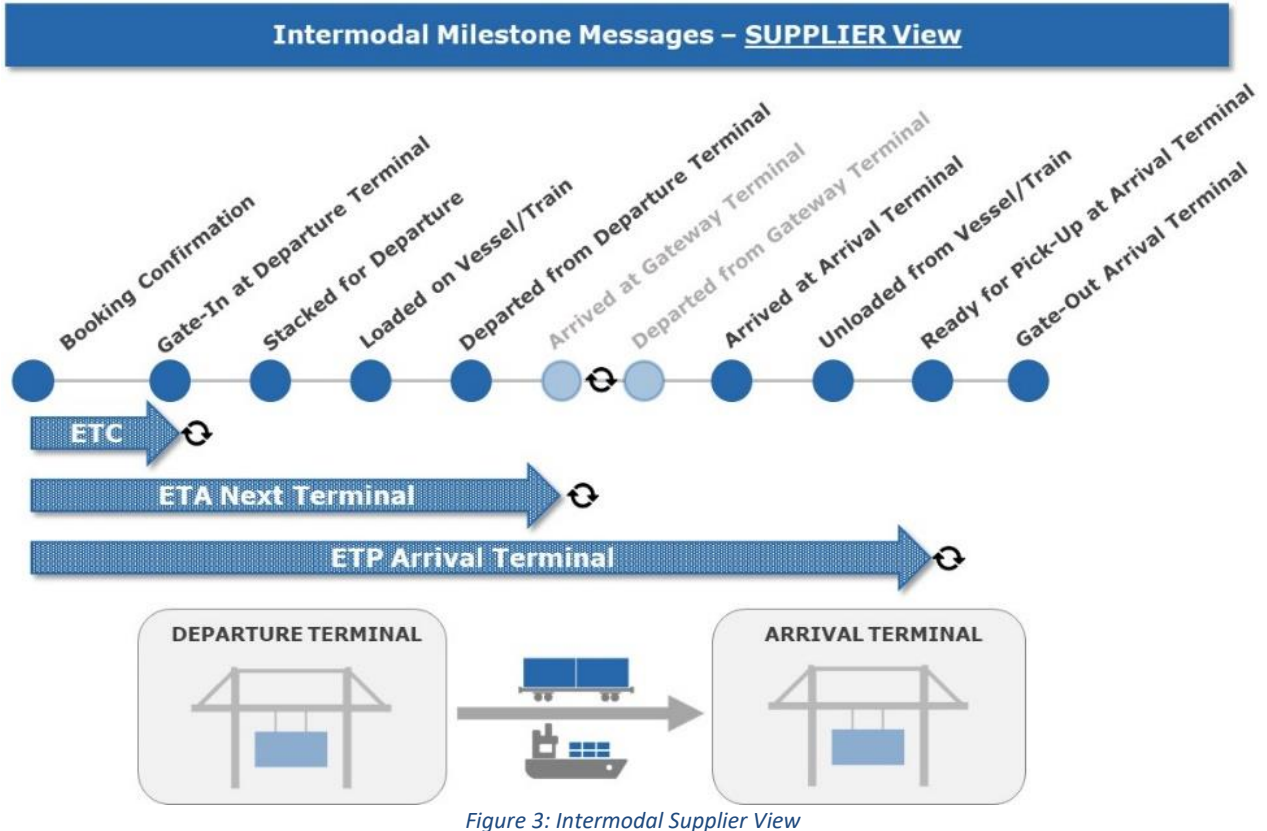 Intermodal Milestone Messages – SUPPLIER View
Booking Confirmation
Gate-In at Departure Terminal
Stacked for Departure
Loaded on Vessel/Train
Departed from Departure Terminal
Arrived at Gateway Terminal
Departed from Gateway Terminal
Arrived at Arrival Terminal
Unloaded from Vessel/Train
Ready for Pick-Up at Arrival Terminal
Gate-Out Arrival Terminal
ETC
ETA Next Terminal
ETP Arrival Terminal
DEPARTURE TERMINAL
ARRIVAL TERMINAL
Figure 3: Intermodal Supplier View